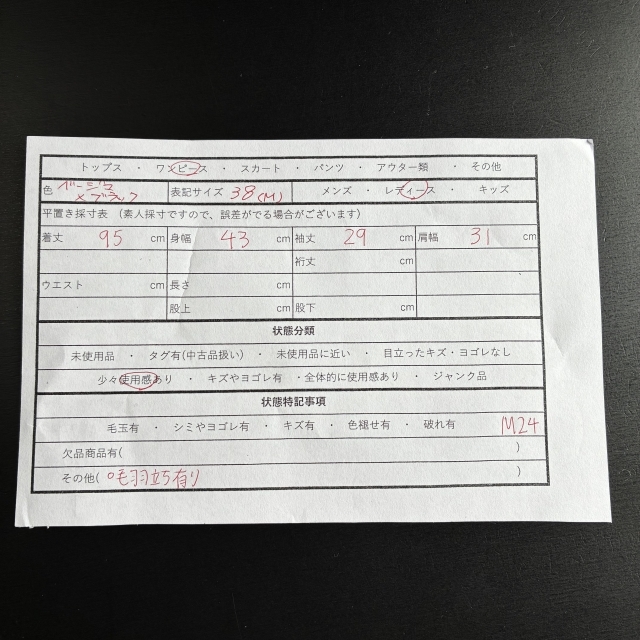 トップス ・ ワンピース ・ スカート ・ パンツ ・ アウター類 ・ その他
色 ベージュ×ブラック 表記サイズ 38(M) メンズ ・ レディース ・ キッズ
平置き採寸表 (素人採寸ですので、誤差がでる場合がございます)
着丈 95 cm 身幅 43 cm 袖丈 29 cm 肩幅 31 cm
裄丈 cm
ウエスト cm 長さ cm
股上 cm 股下 cm
状態分類
未使用品 ・ タグ有(中古品扱い) ・ 未使用品に近い ・ 目立ったキズ・ヨゴレなし
少々使用感あり ・ キズやヨゴレ有 ・全体的に使用感あり ・ ジャンク品
状態特記事項
毛玉有 ・ シミやヨゴレ有 ・ キズ有 ・ 色褪せ有 ・ 破れ有 M24
欠品商品有( )
その他( 毛羽立ち有り )